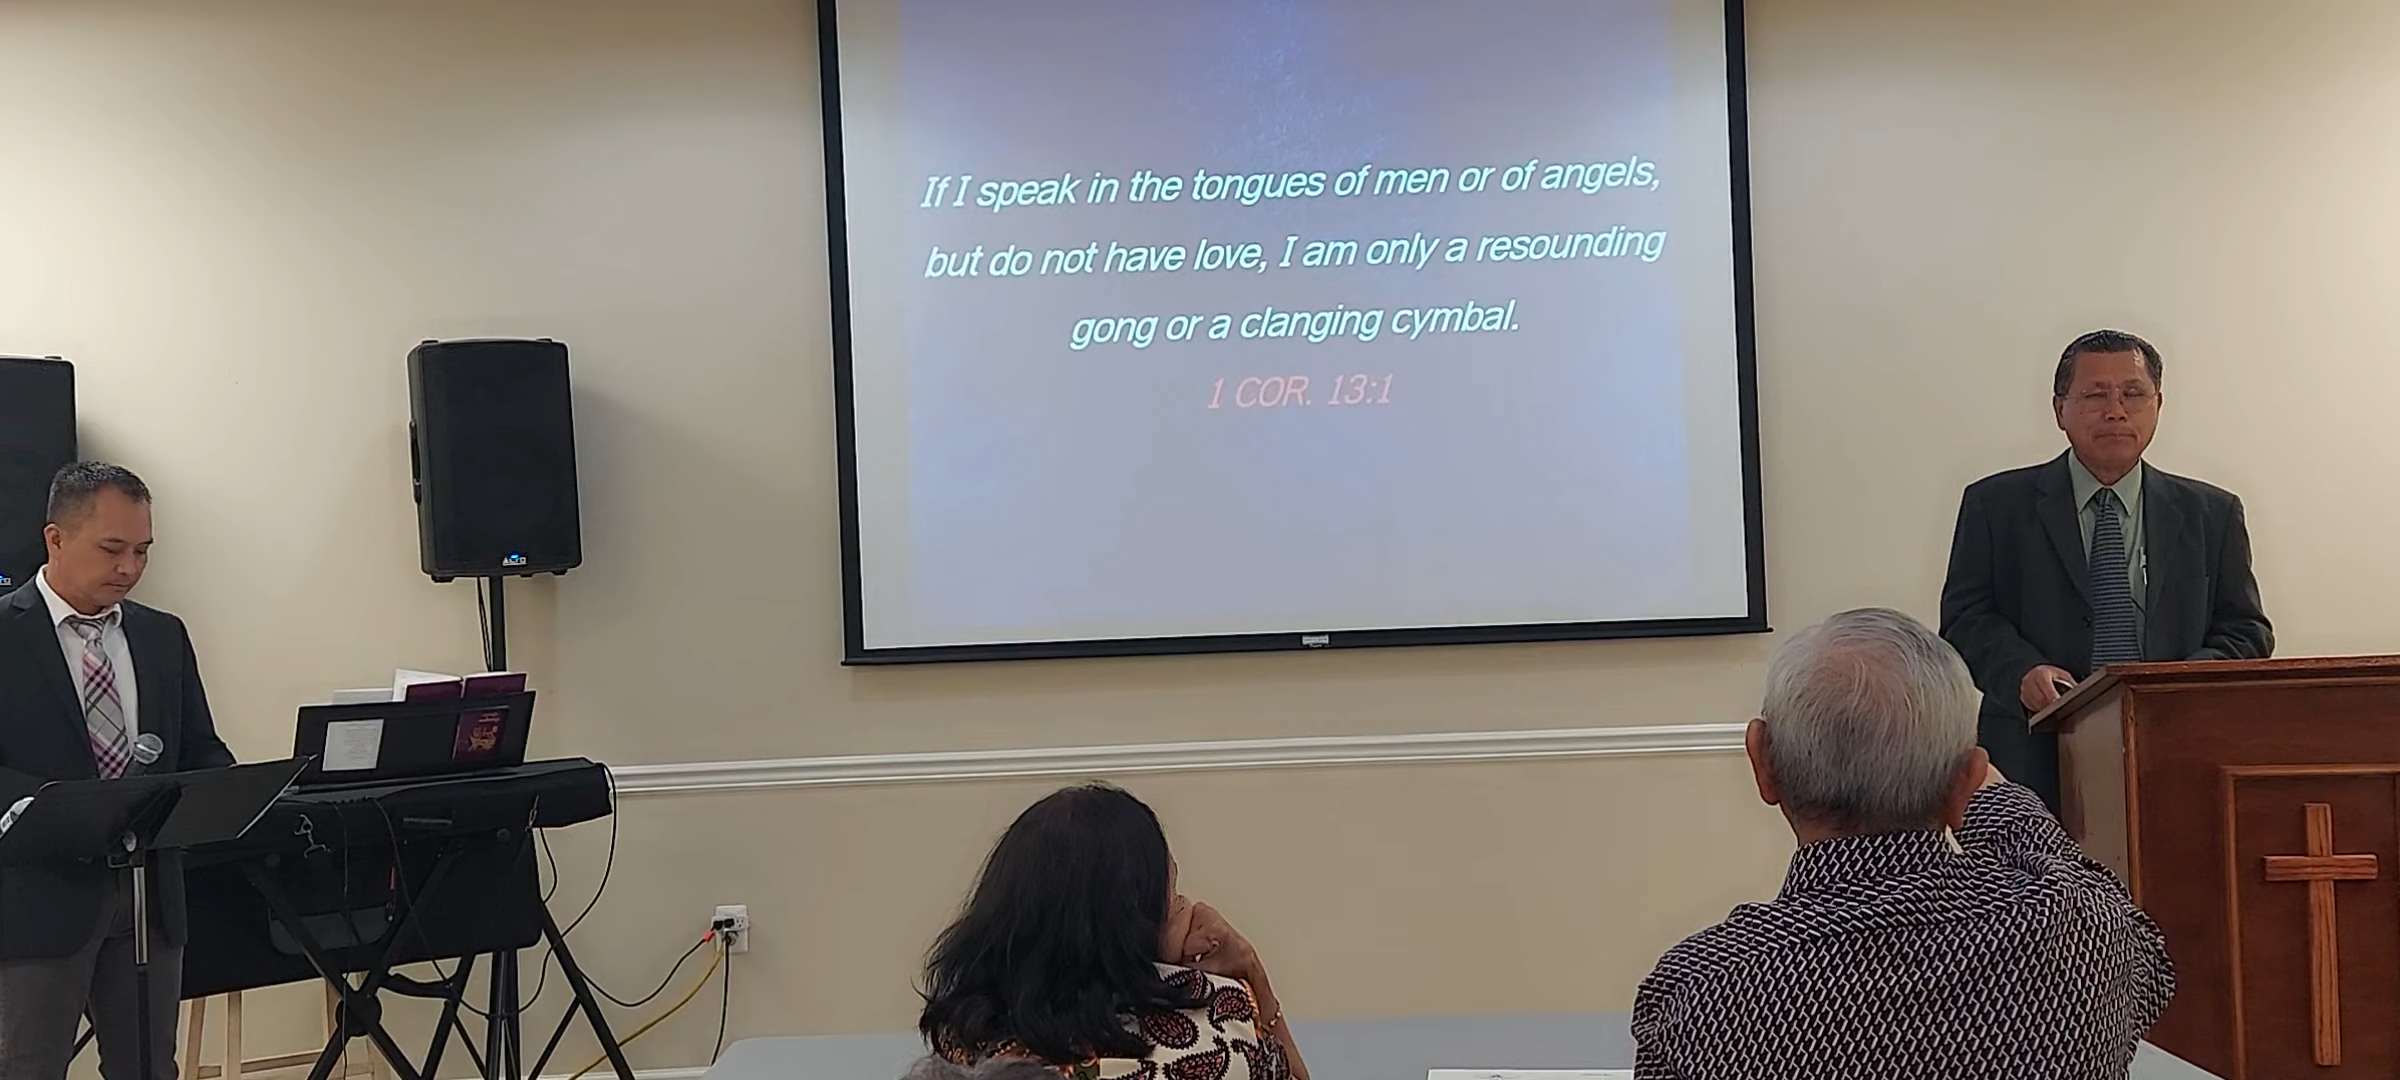 If I speak in the tongues of men or of angels,
but do not have love, I am only a resounding
gong or a clanging cymbal.
1 COR. 13:1
ALTO